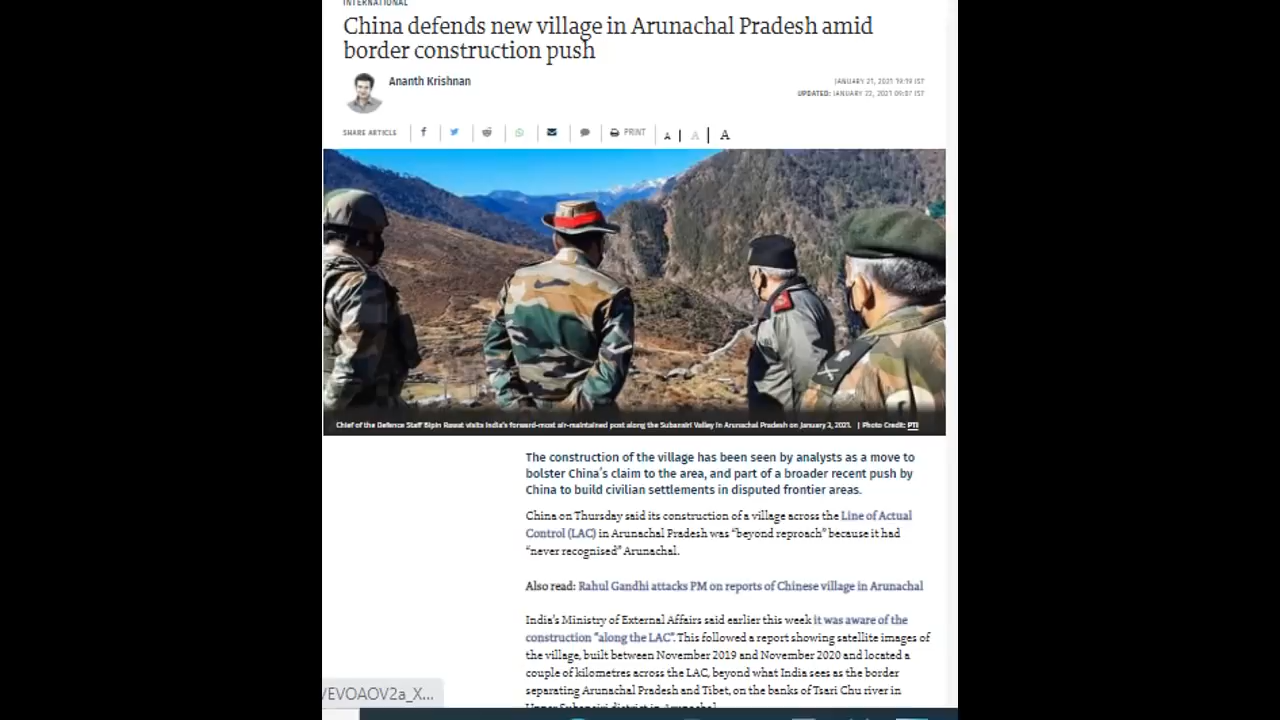 INTERNATIONAL
China defends new village in Arunachal Pradesh amid
border construction push
Ananth Krishnan
JANUARY 21, 2021 19:19 IST
UPDATED: JANUARY 22, 2021 09:07 IST
SHARE ARTICLE
PRINT
A | A | A
Chief of the Defence Staff Bipin Rawat visits India's forward-most air-maintained post along the Subansiri Valley in Arunachal Pradesh on January 2, 2021. | Photo Credit: PTI
The construction of the village has been seen by analysts as a move to
bolster China's claim to the area, and part of a broader recent push by
China to build civilian settlements in disputed frontier areas.
China on Thursday said its construction of a village across the Line of Actual
Control (LAC) in Arunachal Pradesh was “beyond reproach” because it had
“never recognised” Arunachal.
Also read: Rahul Gandhi attacks PM on reports of Chinese village in Arunachal
India's Ministry of External Affairs said earlier this week it was aware of the
construction “along the LAC”. This followed a report showing satellite images of
the village, built between November 2019 and November 2020 and located a
couple of kilometres across the LAC, beyond what India sees as the border
separating Arunachal Pradesh and Tibet, on the banks of Tsari Chu river in
Upper Subansiri district in Arunachal.
/EVOAOV2a_X...